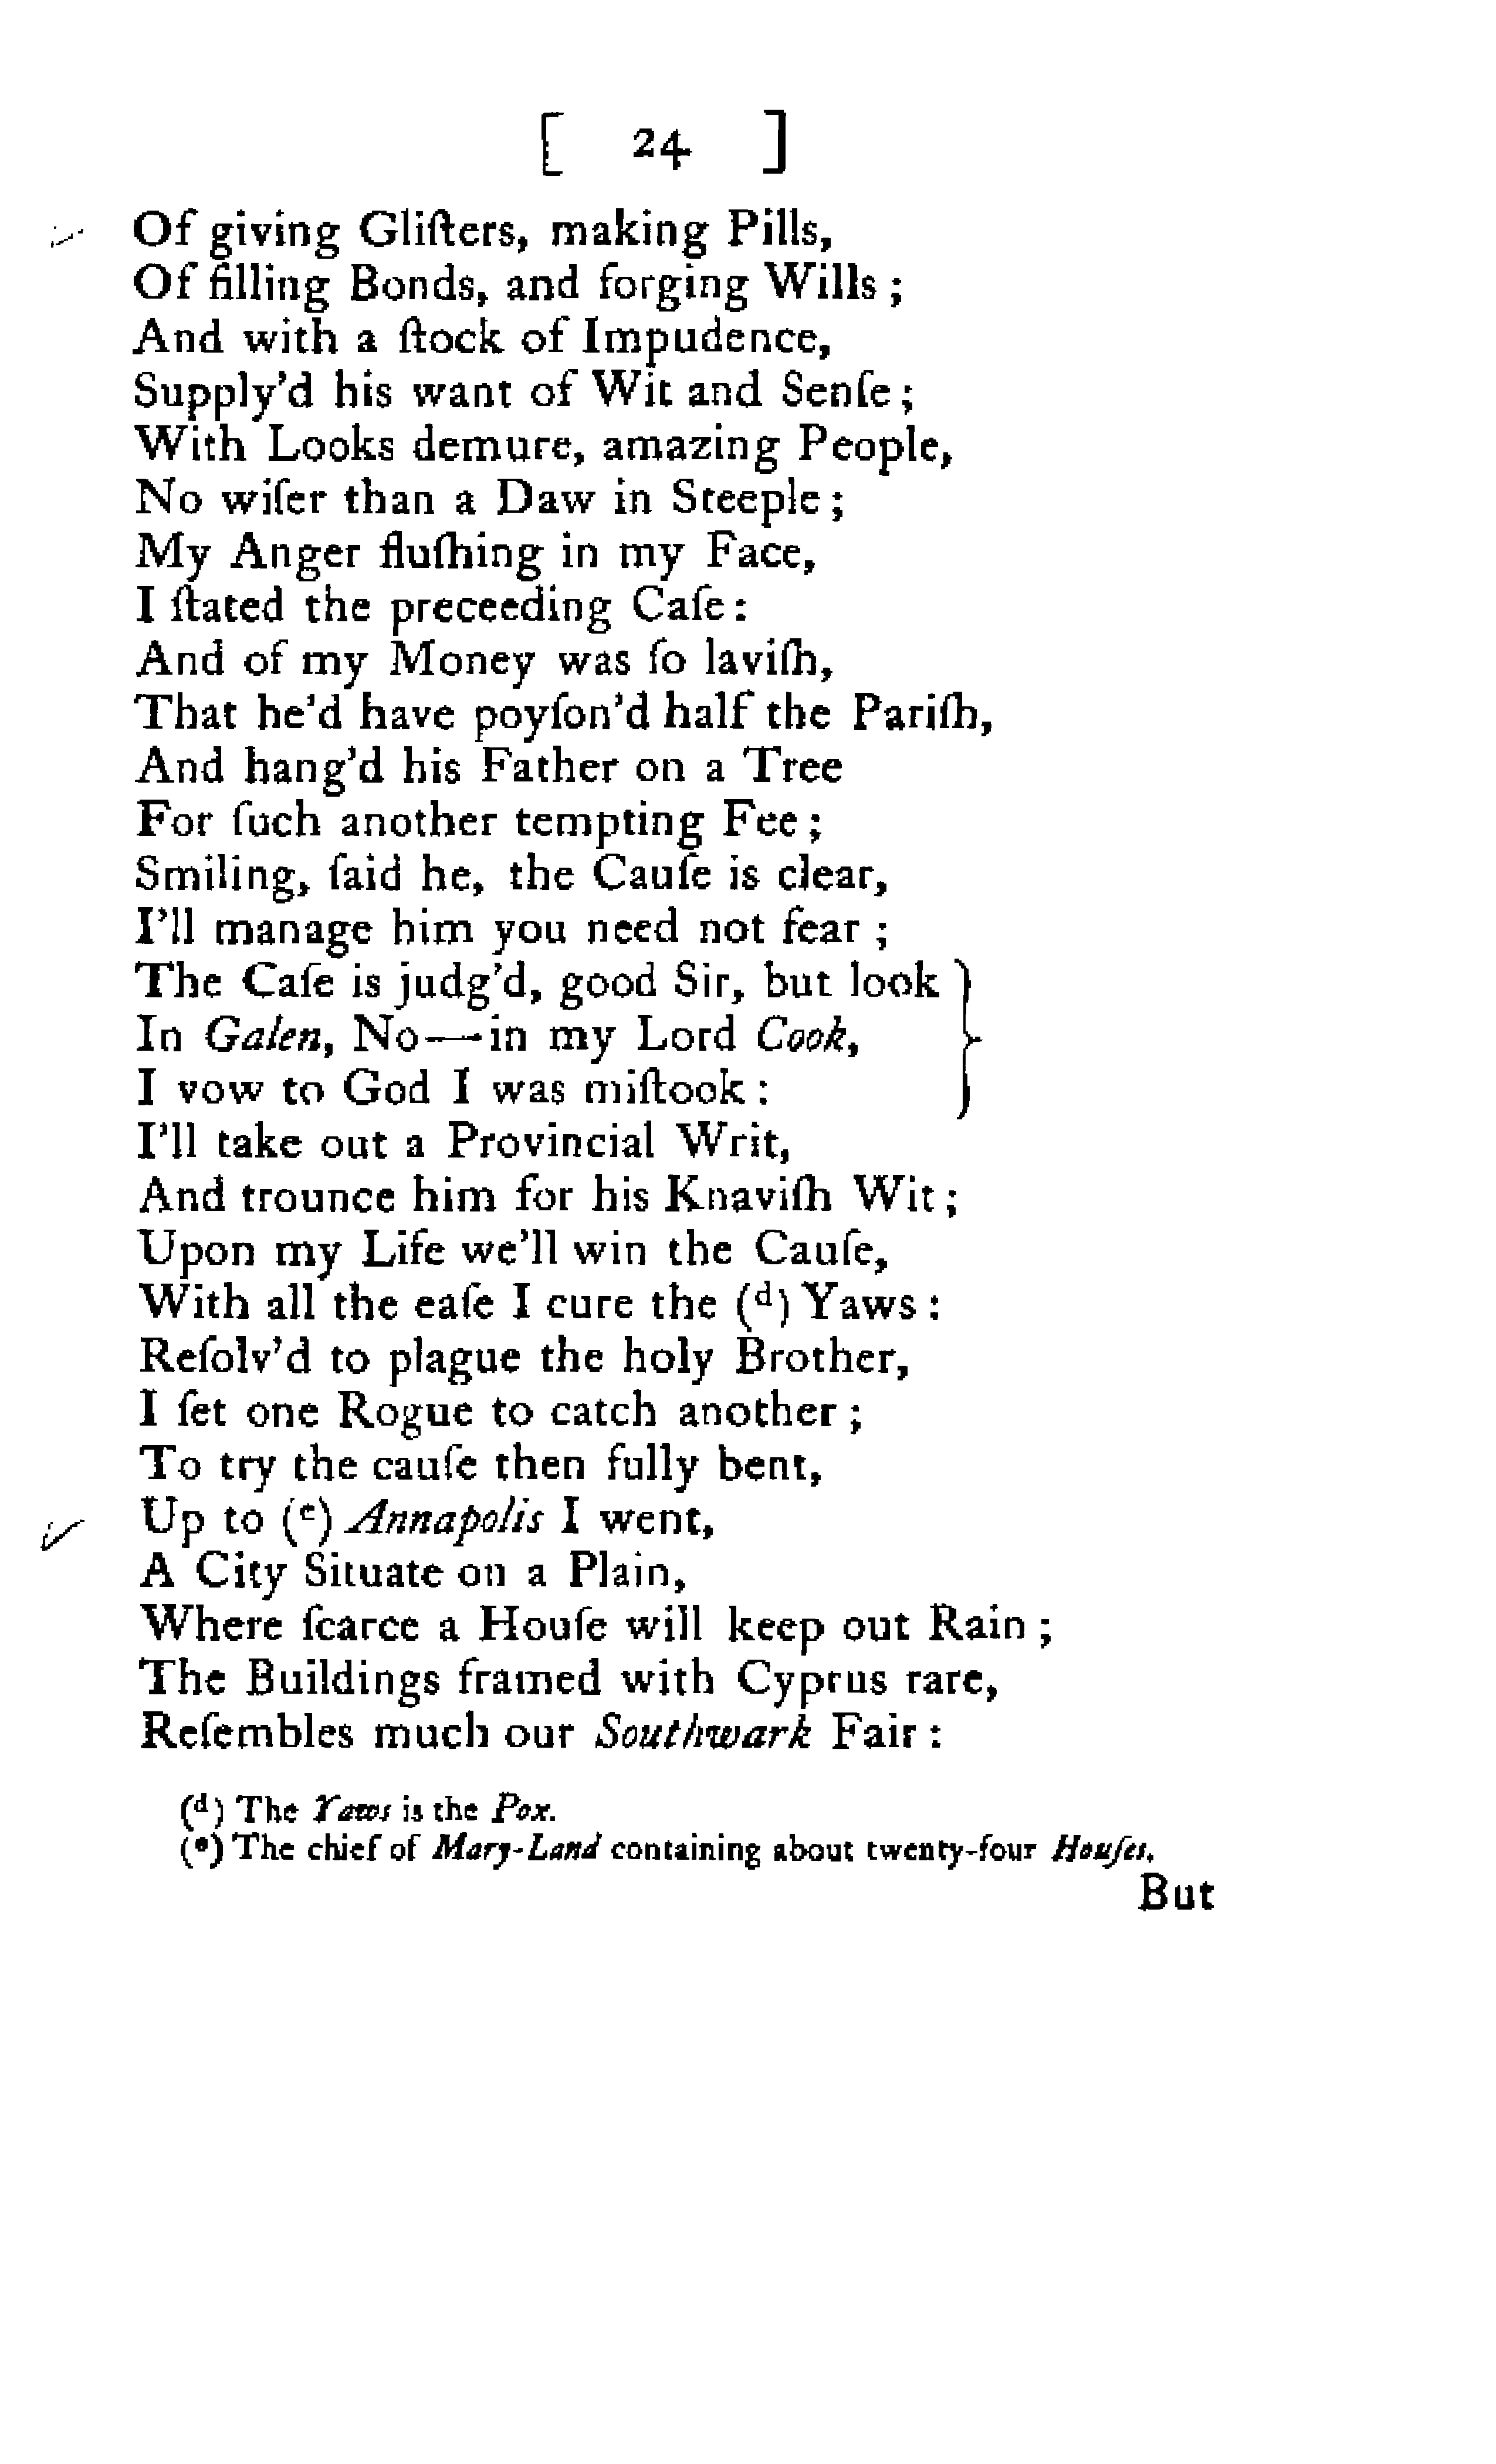 [ 24 ]
Of giving Gliſters, making Pills,
Of filling Bonds, and forging Wills ;
And with a ſtock of Impudence,
Supply'd his want of Wit and Senſe ;
With Looks demure, amazing People,
No wiſer than a Daw in Steeple ;
My Anger fluſhing in my Face,
I ſtated the preceeding Caſe :
And of my Money was ſo laviſh,
That he'd have poyſon'd half the Pariſh,
And hang'd his Father on a Tree
For ſuch another tempting Fee ;
Smiling, ſaid he, the Cauſe is clear,
I'll manage him you need not fear ;
The Caſe is judg'd, good Sir, but look
In Galen, No—in my Lord Cook,
I vow to God I was miſtook :
I'll take out a Provincial Writ,
And trounce him for his Knaviſh Wit ;
Upon my Life we'll win the Cauſe,
With all the eaſe I cure the (d) Yaws :
Reſolv'd to plague the holy Brother,
I ſet one Rogue to catch another ;
To try the cauſe then fully bent,
Up to (e) Annapolis I went,
A City Situate on a Plain,
Where ſcarce a Houſe will keep out Rain ;
The Buildings framed with Cyprus rare,
Reſembles much our Southwark Fair :
(d) The Yaws is the Pox.
(e) The chief of Mary-Land containing about twenty-four Houſes.
But